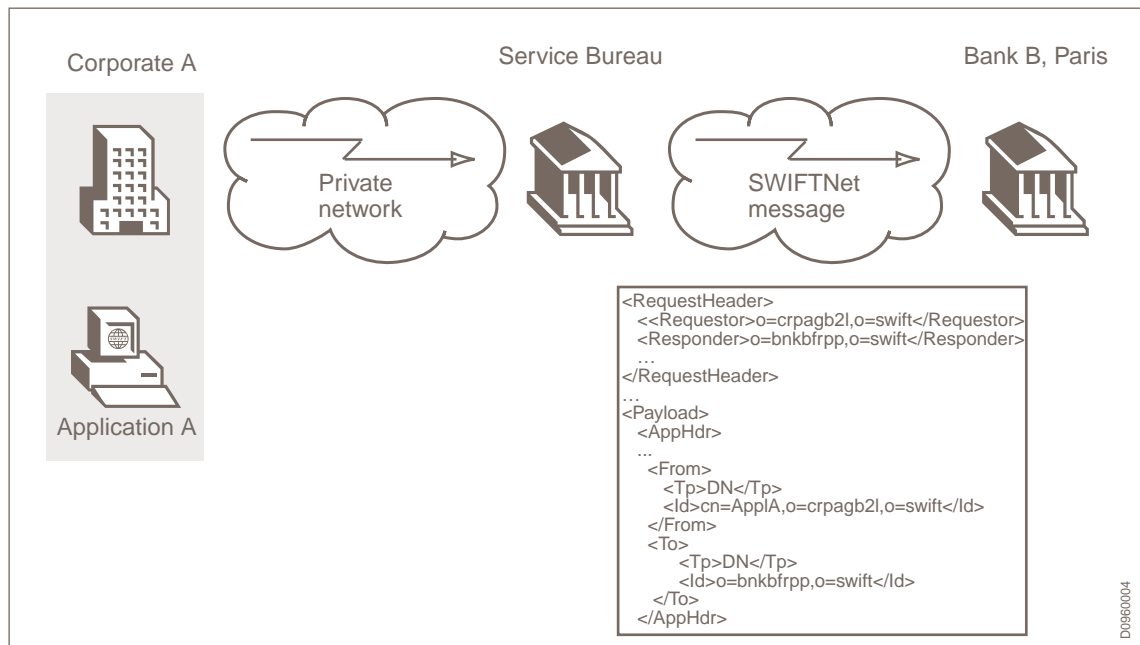 Corporate A
Service Bureau
Bank B, Paris
Private
network
SWIFTNet
message
Application A
<RequestHeader>
<<Requestor>o=crpagb2l,o=swift</Requestor>
<Responder>o=bnkbfrpp,o=swift</Responder>
…
</RequestHeader>
…
<Payload>
<AppHdr>
...
<From>
<Tp>DN</Tp>
<Id>cn=ApplA,o=crpagb2l,o=swift</Id>
</From>
<To>
<Tp>DN</Tp>
<Id>o=bnkbfrpp,o=swift</Id>
</To>
</AppHdr>
D0960004